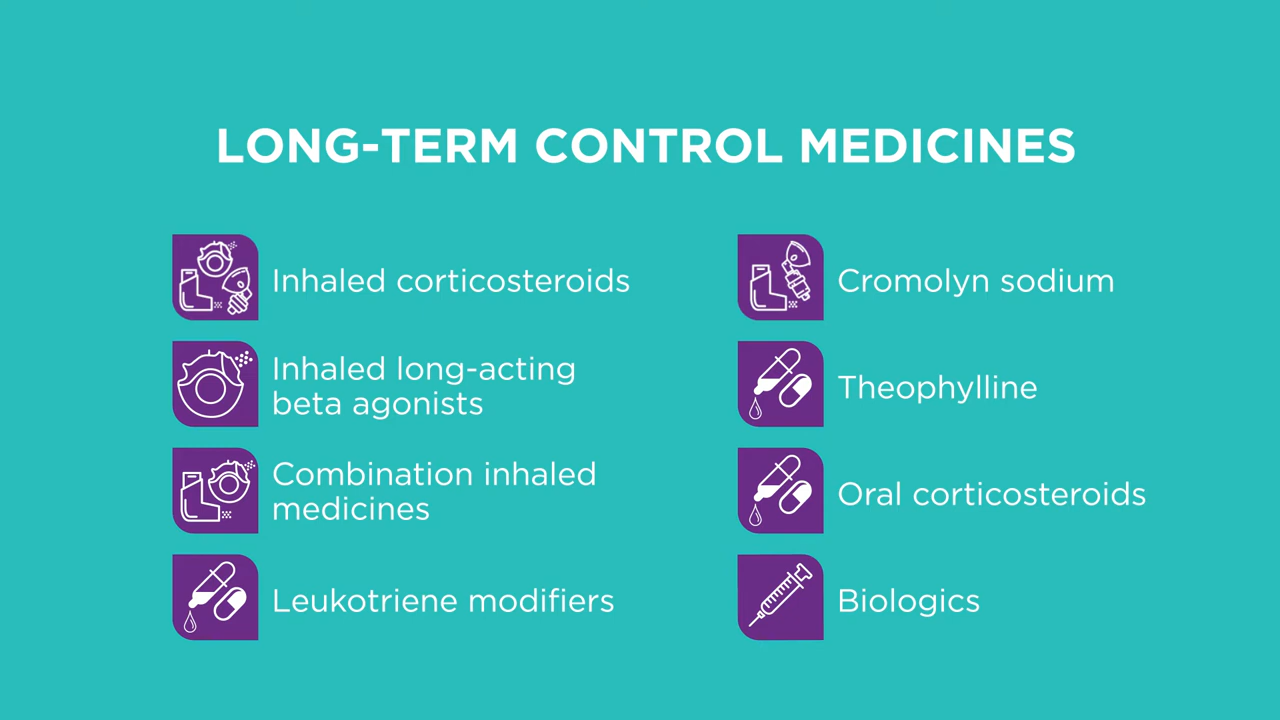 LONG-TERM CONTROL MEDICINES
Inhaled corticosteroids
Inhaled long-acting
beta agonists
Combination inhaled
medicines
Leukotriene modifiers
Cromolyn sodium
Theophylline
Oral corticosteroids
Biologics